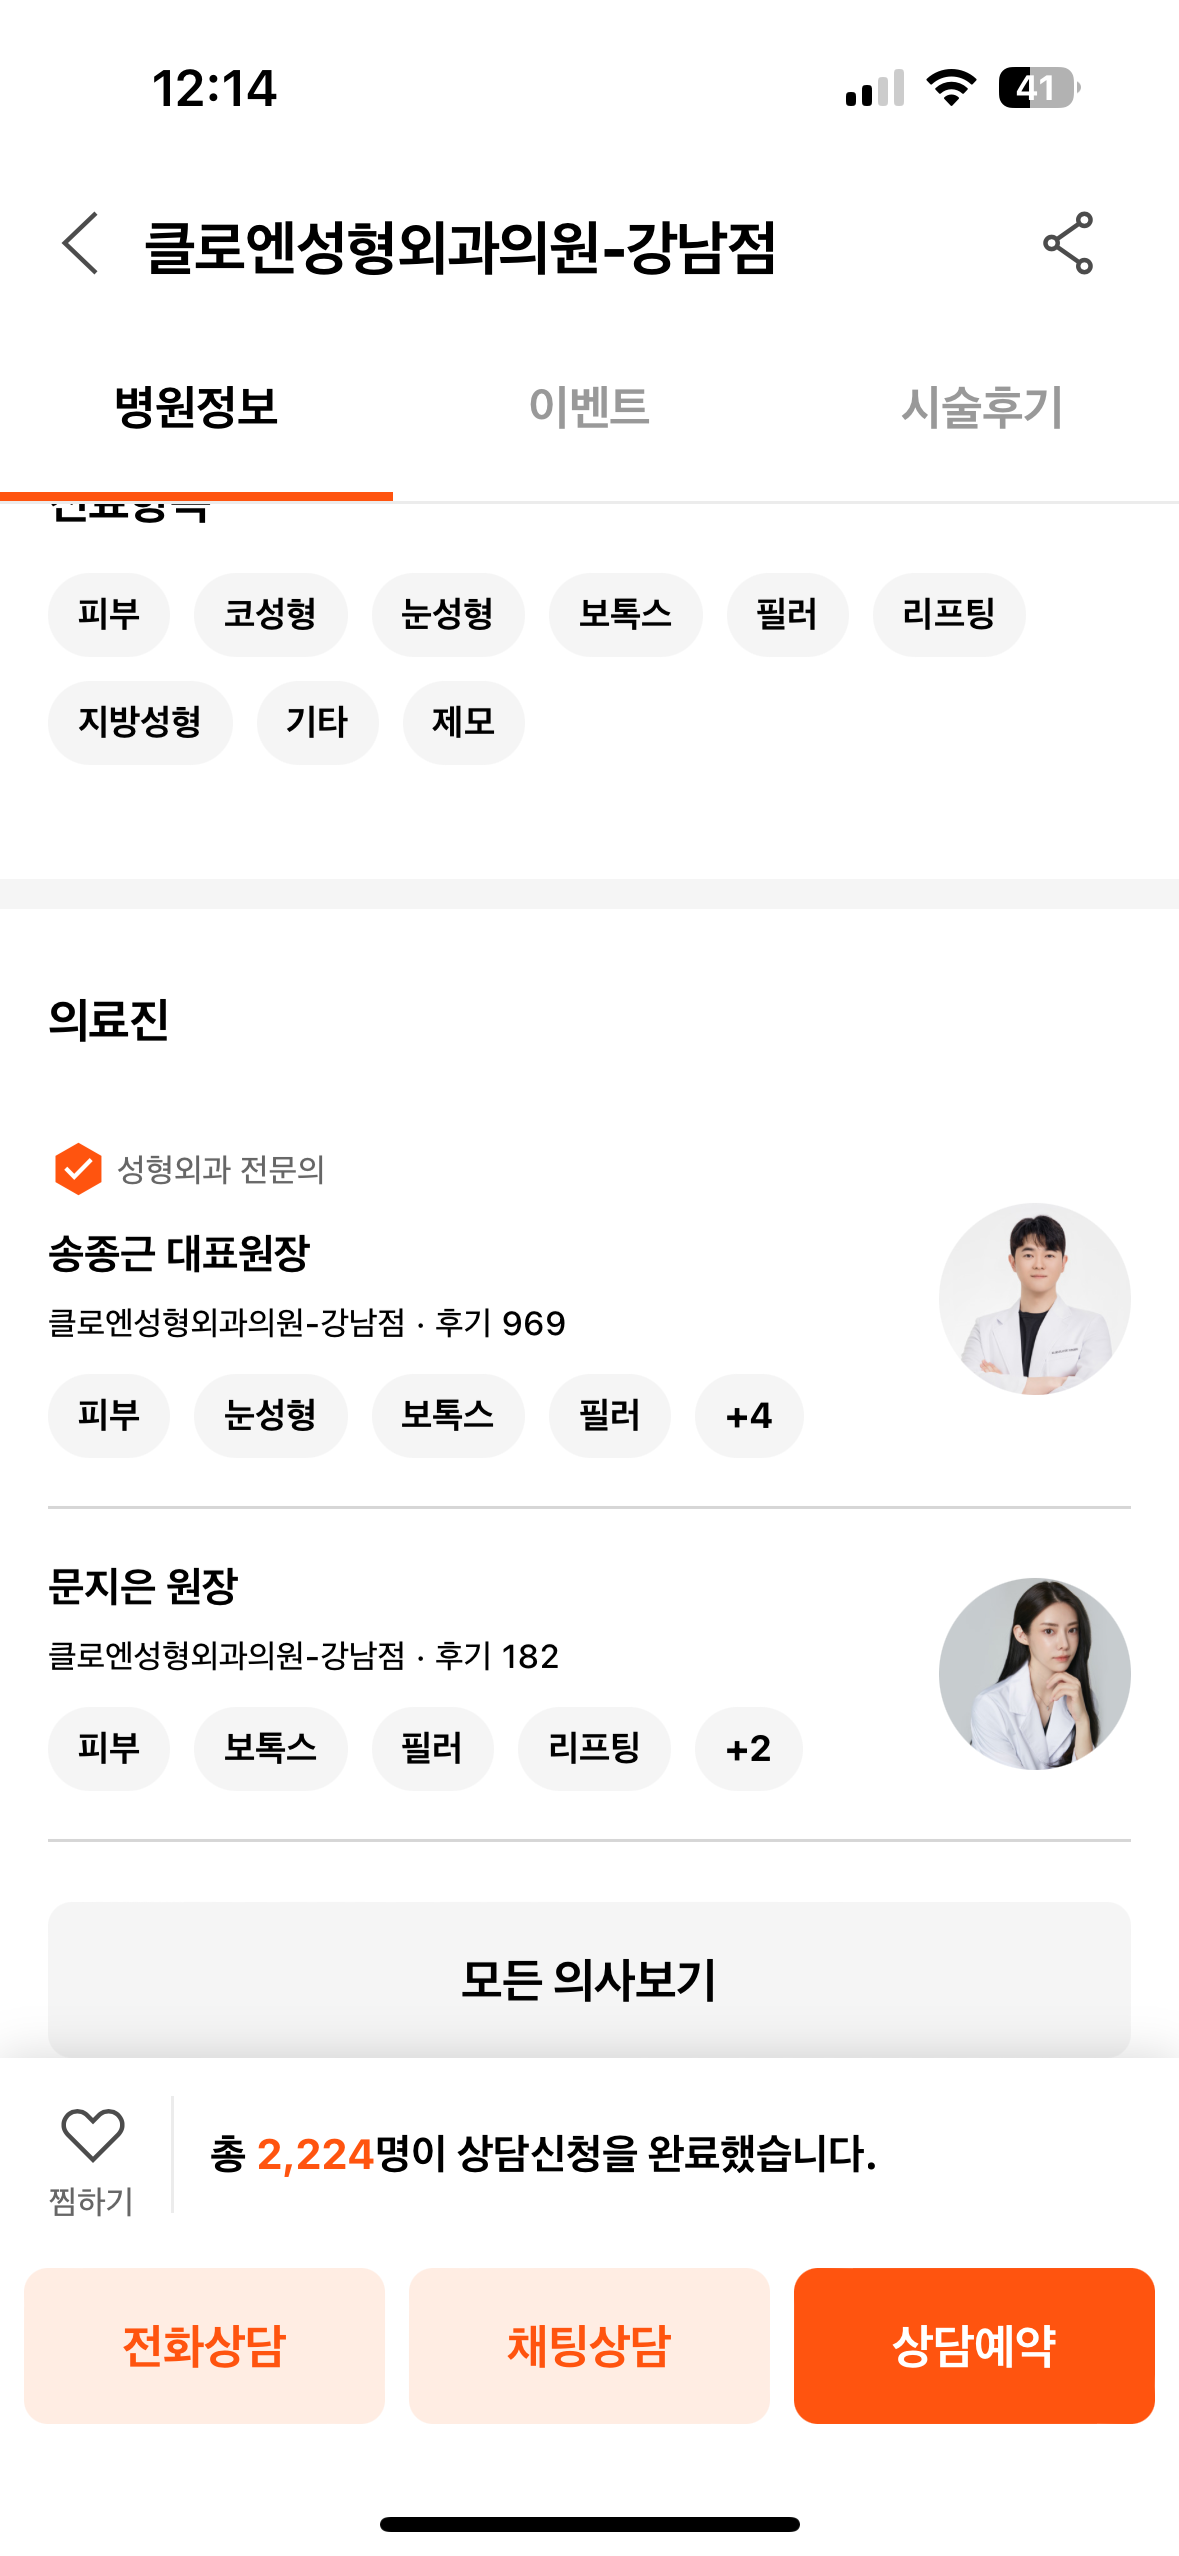 12:14
41
클로엔성형외과의원-강남점
병원정보 이벤트 시술후기
진료항목
피부 코성형 눈성형 보톡스 필러 리프팅
지방성형 기타 제모
의료진
성형외과 전문의
송종근 대표원장
클로엔성형외과의원-강남점 · 후기 969
피부 눈성형 보톡스 필러 +4
문지은 원장
클로엔성형외과의원-강남점 · 후기 182
피부 보톡스 필러 리프팅 +2
모든 의사보기
총 2,224명이 상담신청을 완료했습니다.
찜하기
전화상담 채팅상담 상담예약